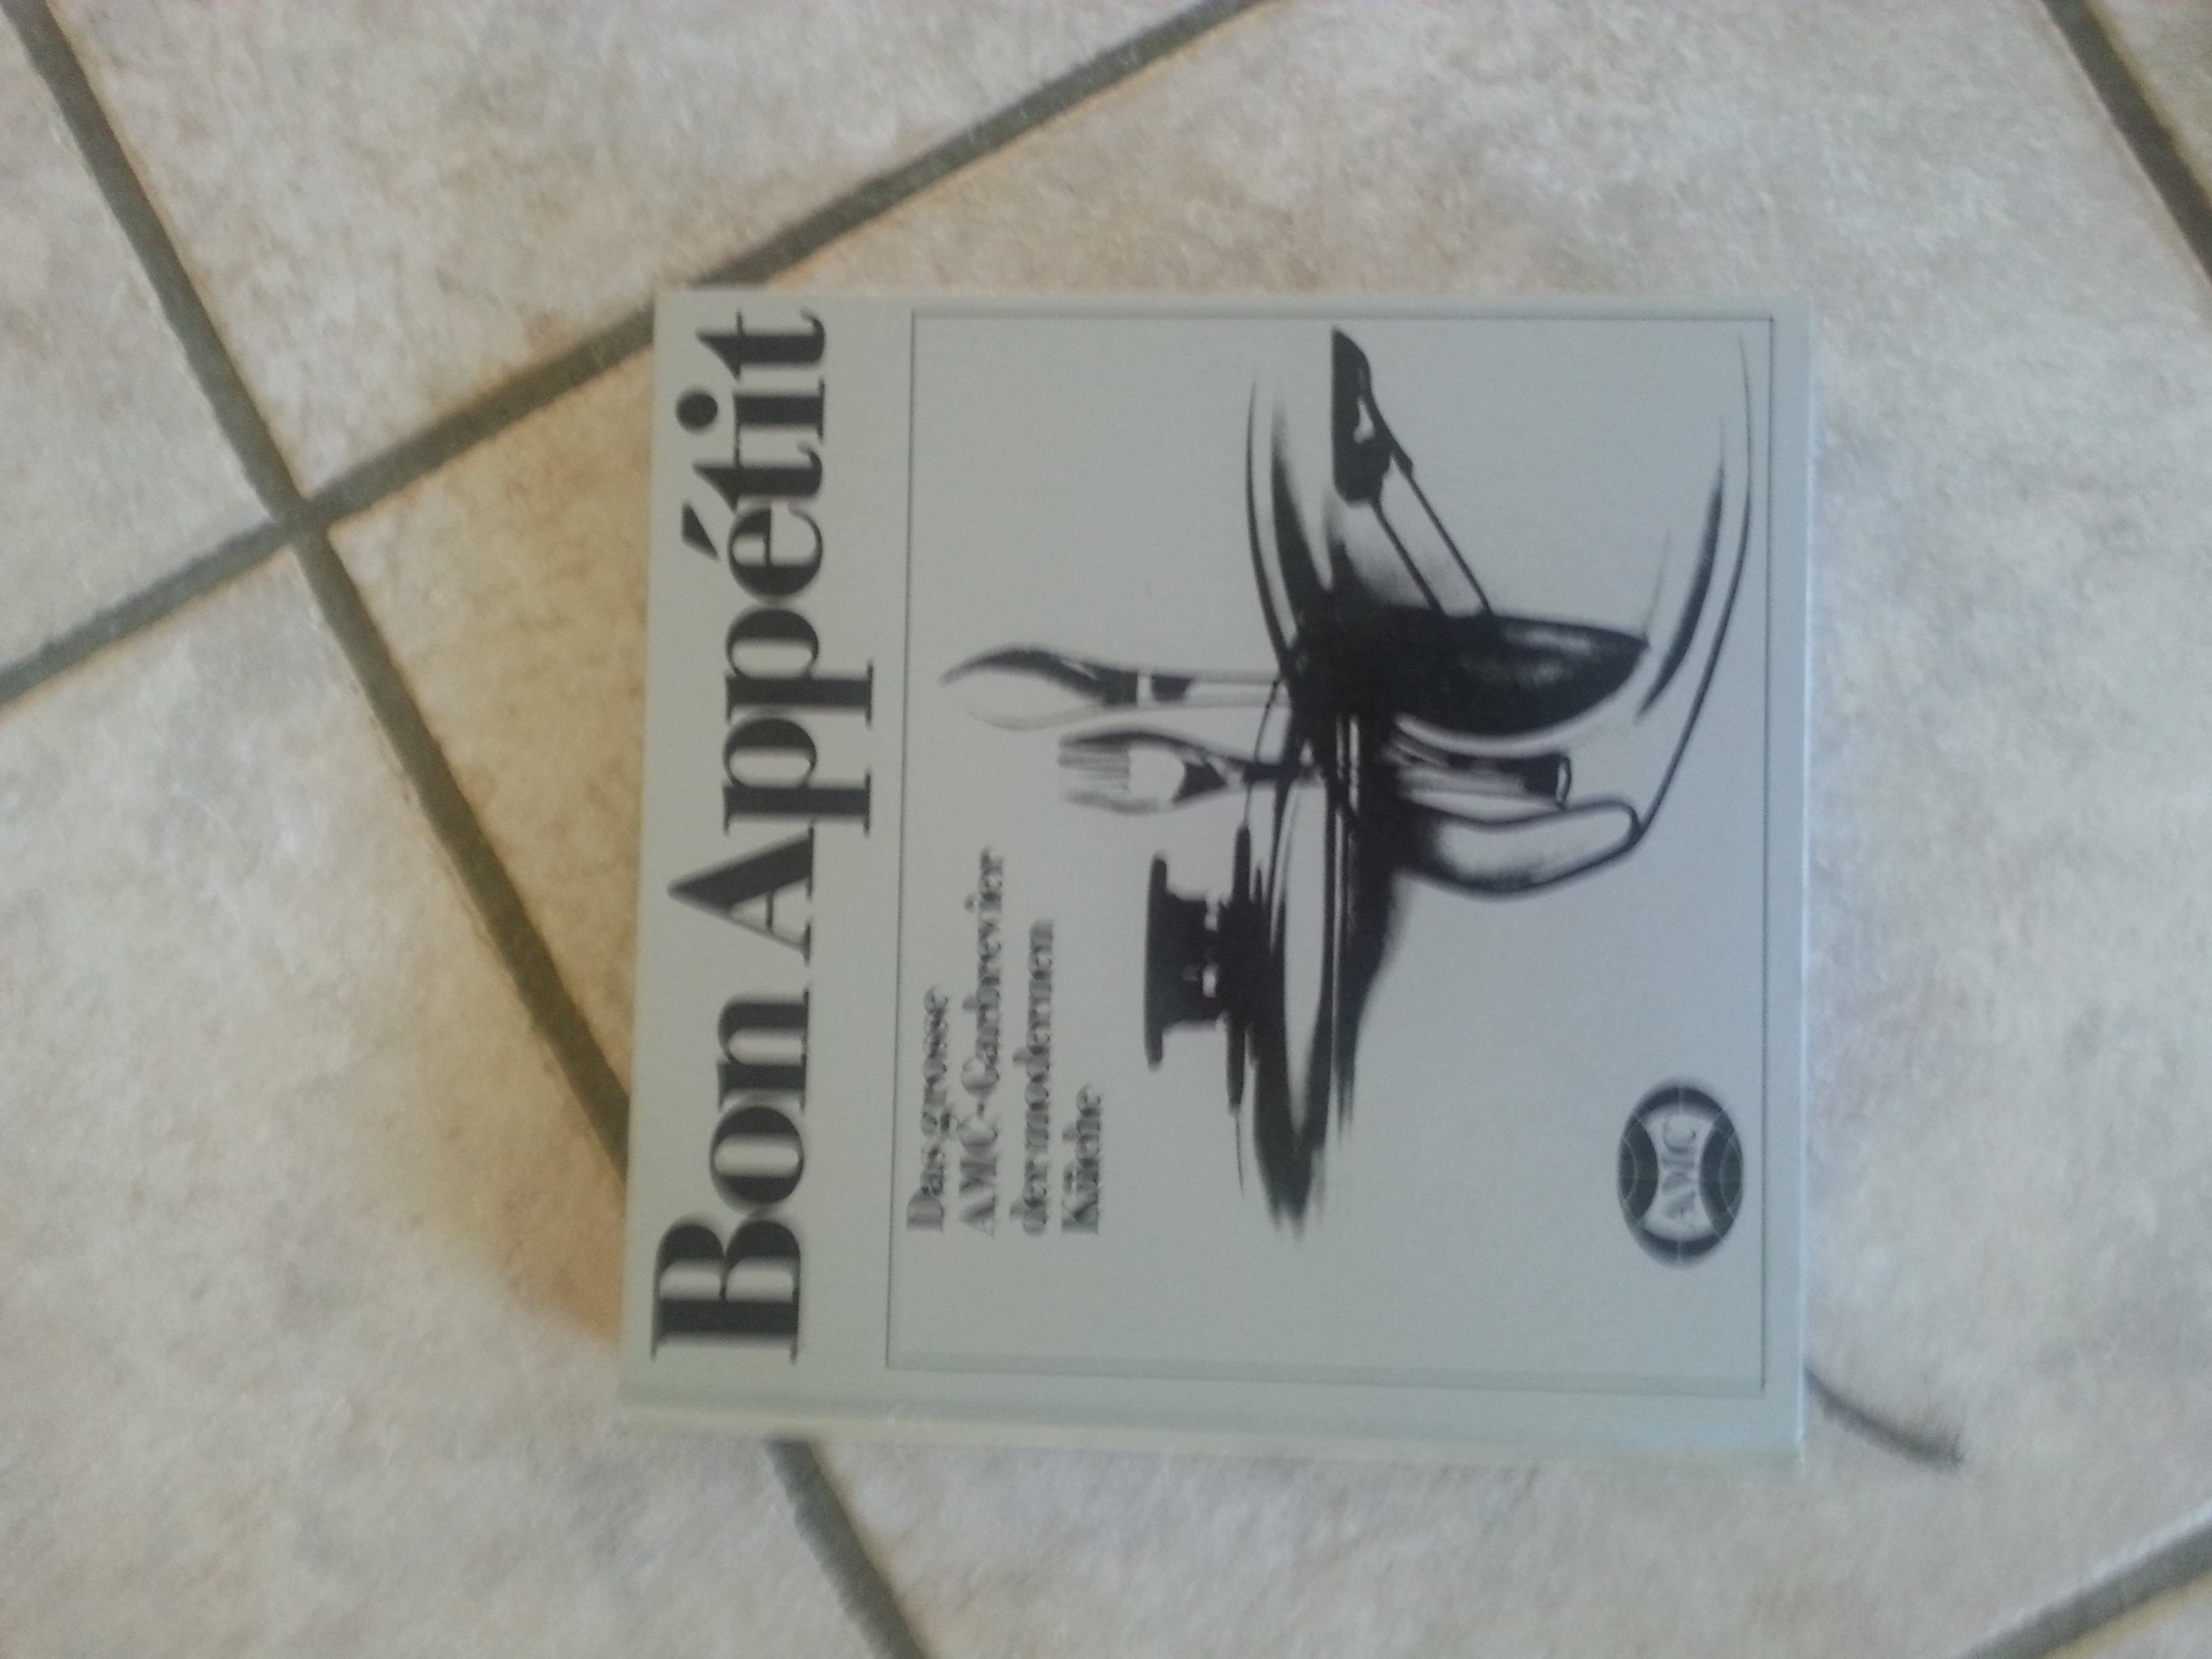 Bon Appétit
Das grosse
AMC-Garbrevier
der modernen
Küche
AMC